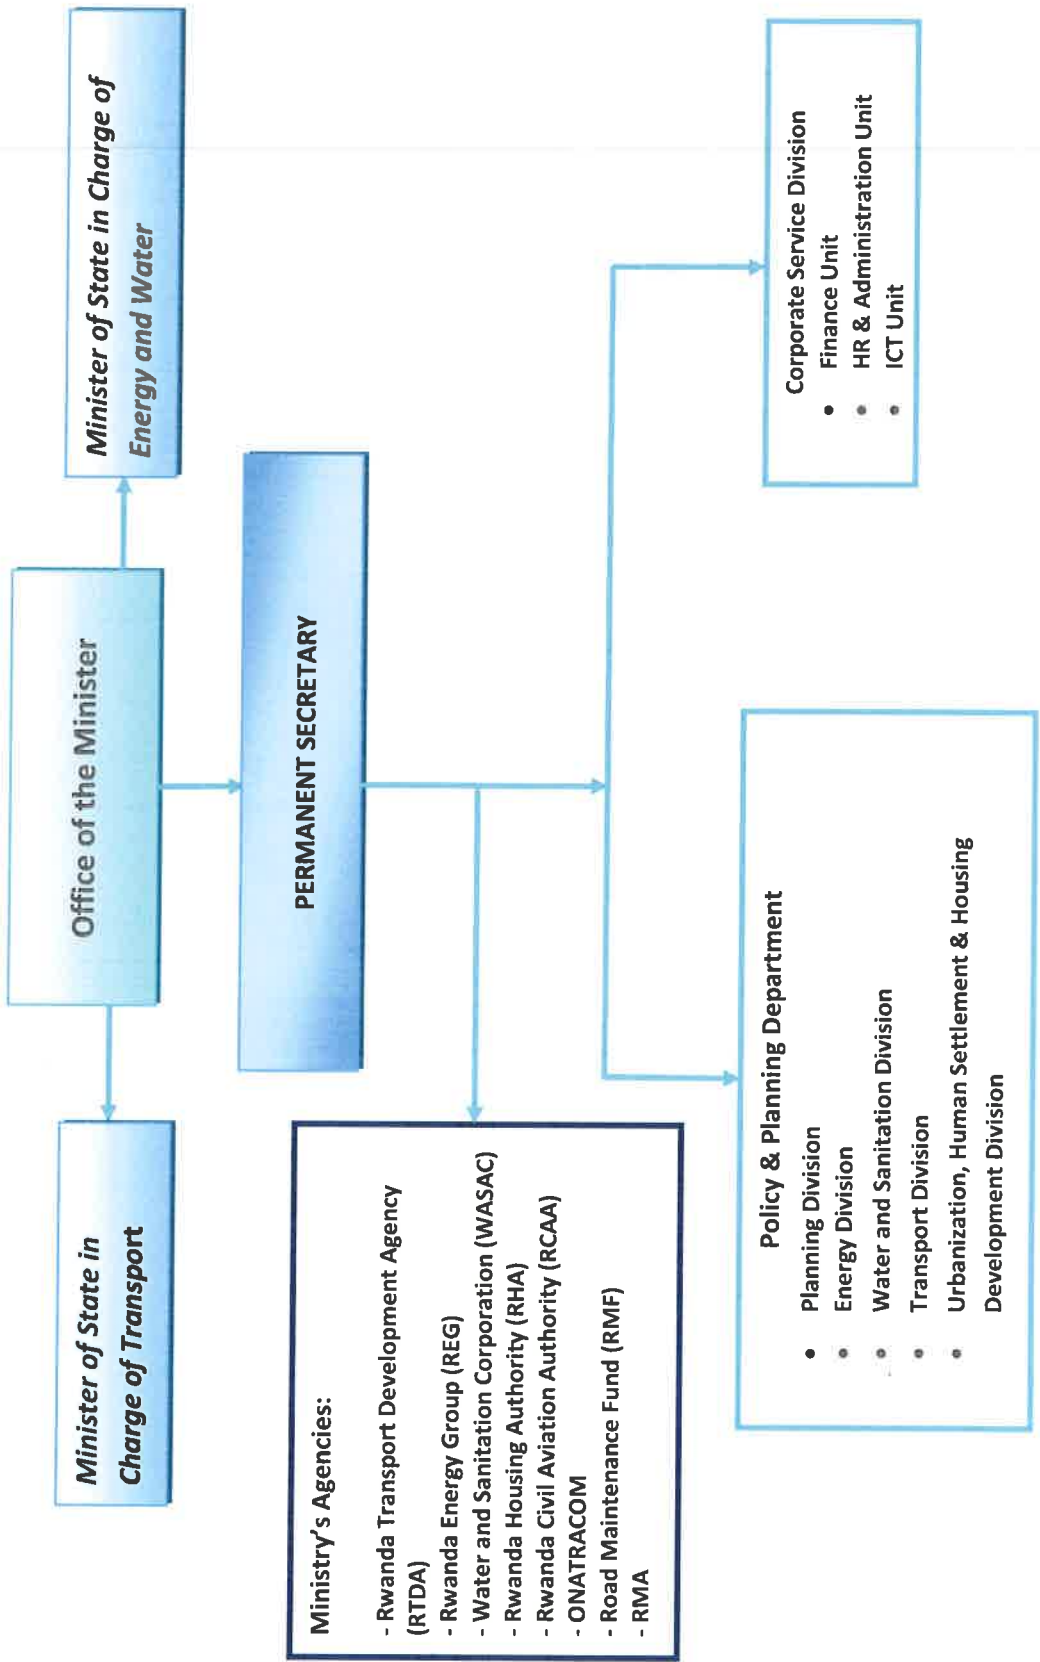 Office of the Minister
Minister of State in
Charge of Transport
Minister of State in Charge of
Energy and Water
PERMANENT SECRETARY
Ministry's Agencies:
- Rwanda Transport Development Agency
(RTDA)
- Rwanda Energy Group (REG)
- Water and Sanitation Corporation (WASAC)
- Rwanda Housing Authority (RHA)
- Rwanda Civil Aviation Authority (RCAA)
- ONATRACOM
- Road Maintenance Fund (RMF)
- RMA
Policy & Planning Department
• Planning Division
• Energy Division
• Water and Sanitation Division
• Transport Division
• Urbanization, Human Settlement & Housing
Development Division
Corporate Service Division
• Finance Unit
• HR & Administration Unit
• ICT Unit